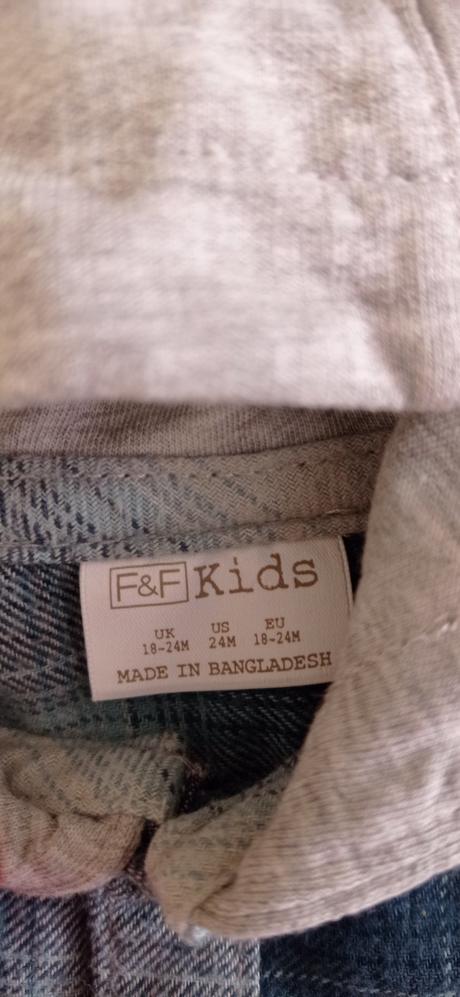 F&F Kids
UK US EU
18-24M 24M 18-24M
MADE IN BANGLADESH